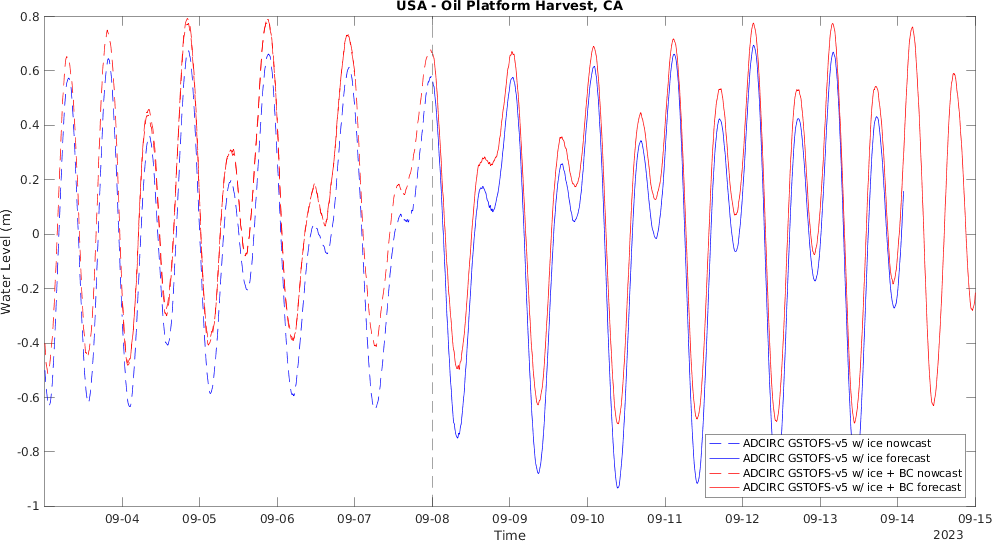 USA - Oil Platform Harvest, CA
0.8
0.6
0.4
0.2
0
-0.2
-0.4
-0.6
-0.8
-1
Water Level (m)
ADCIRC GSTOFS-v5 w/ ice nowcast
ADCIRC GSTOFS-v5 w/ ice forecast
ADCIRC GSTOFS-v5 w/ ice + BC nowcast
ADCIRC GSTOFS-v5 w/ ice + BC forecast
09-04 09-05 09-06 09-07 09-08 09-09 09-10 09-11 09-12 09-13 09-14 09-15
Time
2023